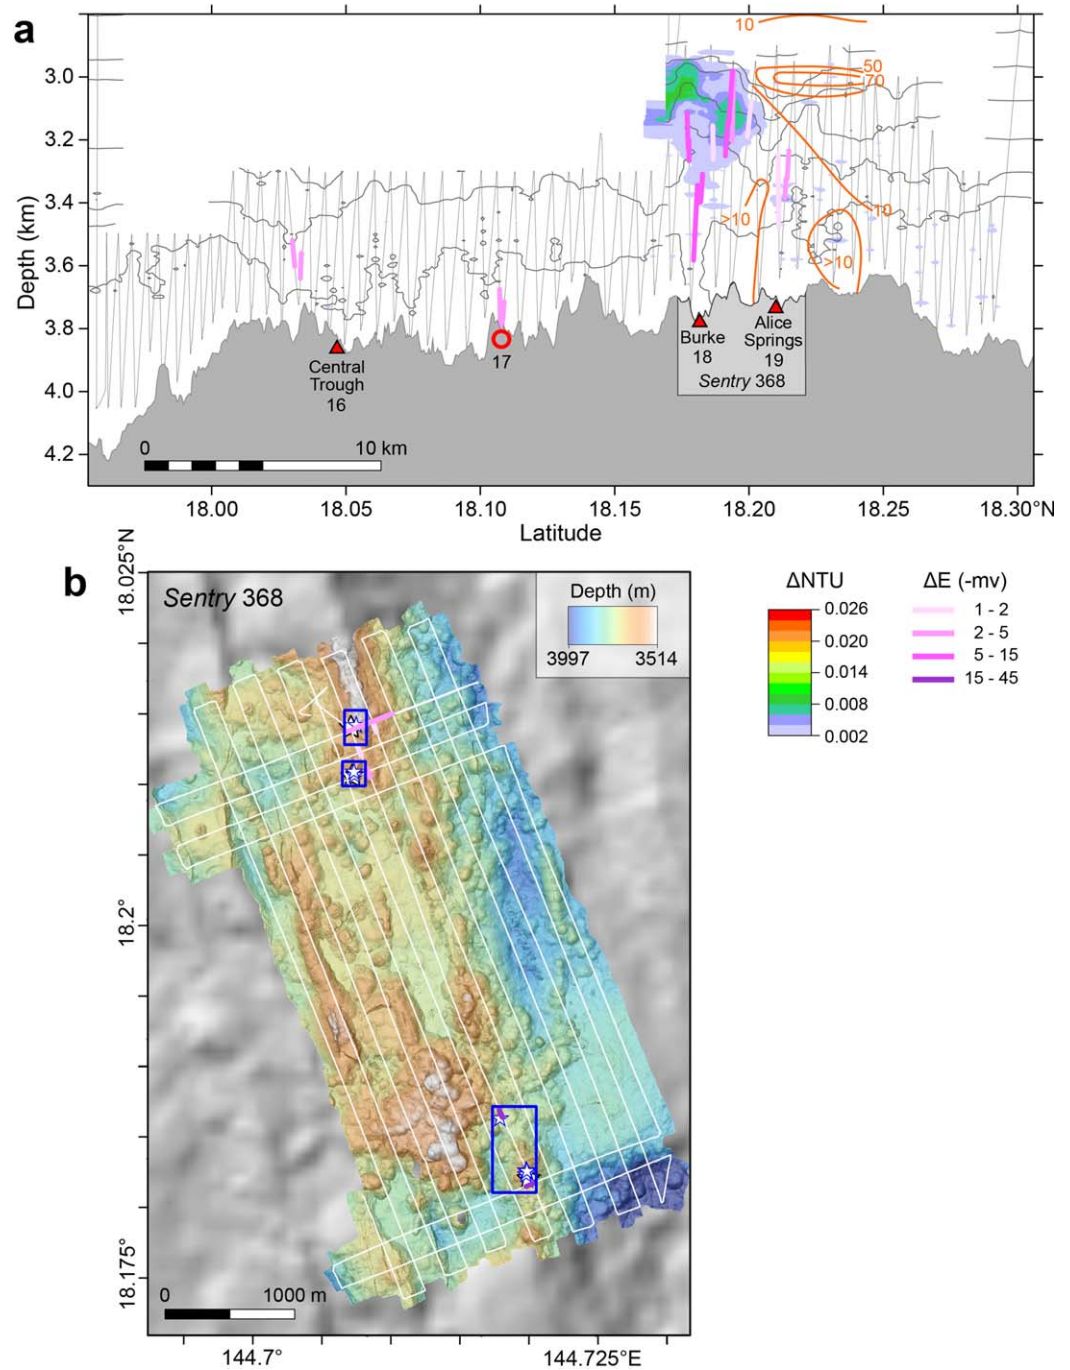 a
Depth (km)
3.0
3.2
3.4
3.6
3.8
4.0
4.2
10
50
70
>10
10
>10
Central
Trough
16
17
Burke
18
Alice
Springs
19
Sentry 368
0 10 km
18.00 18.05 18.10 18.15 18.20 18.25 18.30°N
Latitude
b
18.025°N
18.2°
18.175°
Sentry 368
Depth (m)
3997 3514
0 1000 m
144.7° 144.725°E
ΔNTU
0.026
0.020
0.014
0.008
0.002
ΔE (-mv)
1 - 2
2 - 5
5 - 15
15 - 45